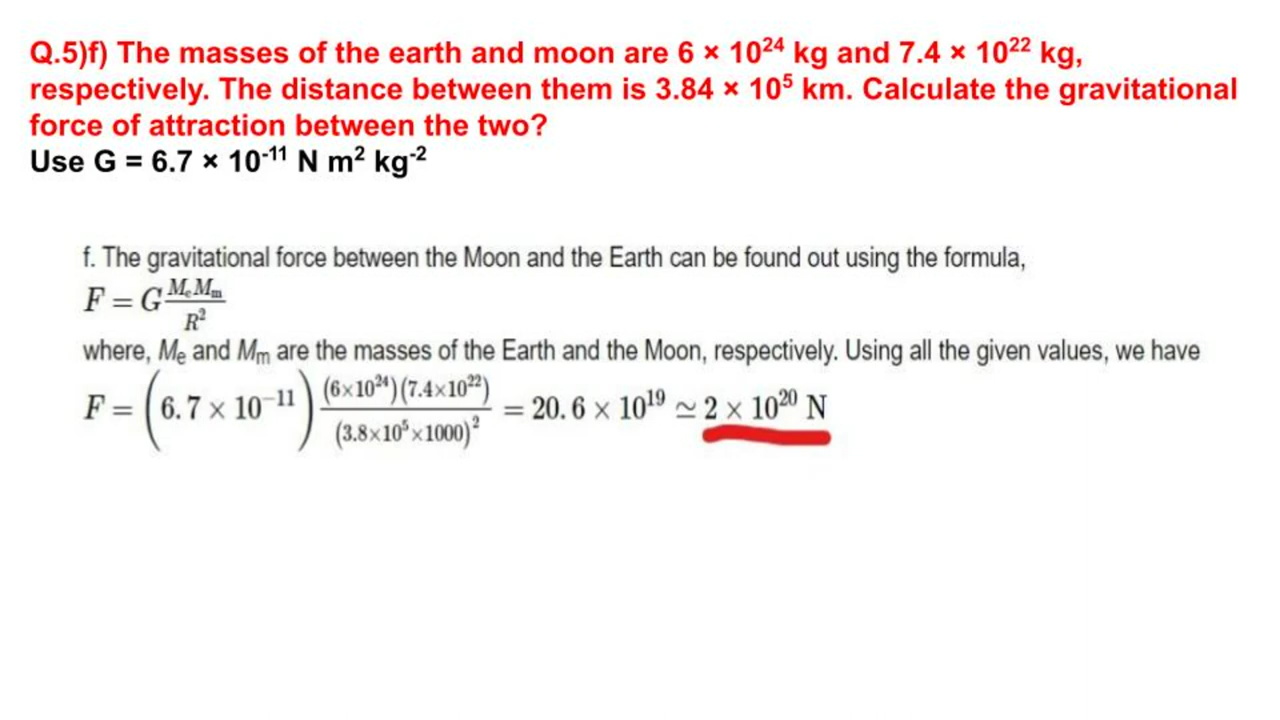 Q.5)f) The masses of the earth and moon are 6 × 10²⁴ kg and 7.4 × 10²² kg,
respectively. The distance between them is 3.84 × 10⁵ km. Calculate the gravitational
force of attraction between the two?
Use G = 6.7 × 10⁻¹¹ N m² kg⁻²
f. The gravitational force between the Moon and the Earth can be found out using the formula,
F = G MₑMₘ / R²
where, Mₑ and Mₘ are the masses of the Earth and the Moon, respectively. Using all the given values, we have
F = (6.7 × 10⁻¹¹) (6×10²⁴)(7.4×10²²) / (3.8×10⁵×1000)² = 20.6 × 10¹⁹ ≃ 2 × 10²⁰ N